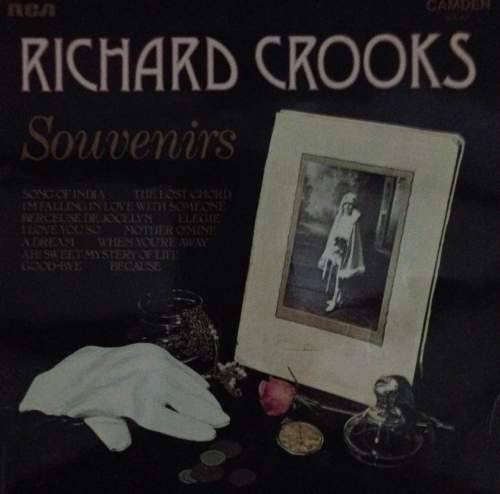 RCA
CAMDEN
RICHARD CROOKS
Souvenirs
SONG OF INDIA THE LOST CHORD
I'M FALLING IN LOVE WITH SOMEONE
BERCEUSE DE JOCELYN ELEGIE
I LOVE YOU SO MOTHER O'MINE
A DREAM WHEN YOU'RE AWAY
AH! SWEET MYSTERY OF LIFE
GOOD-BYE BECAUSE